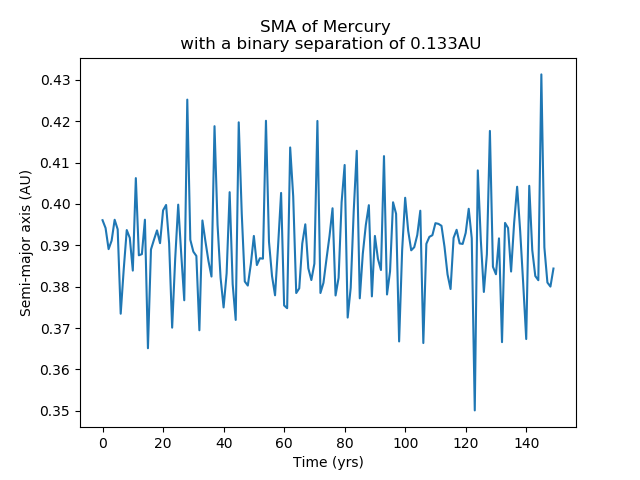 SMA of Mercury
with a binary separation of 0.133AU
0.43
0.42
0.41
0.40
0.39
0.38
0.37
0.36
0.35
Semi-major axis (AU)
0 20 40 60 80 100 120 140
Time (yrs)